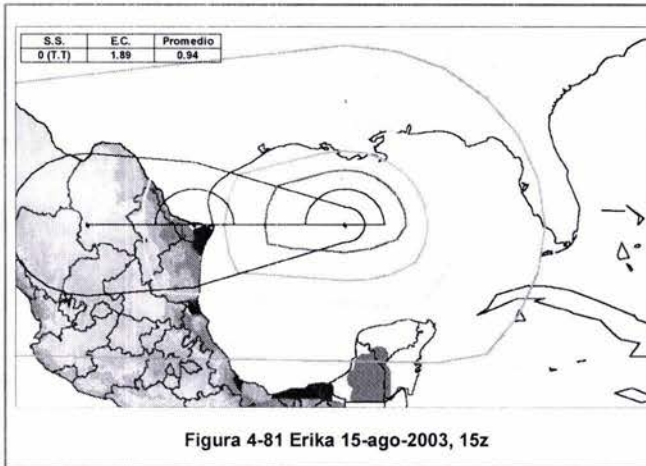 S.S. E.C. Promedio
0 (T.T) 1.89 0.94
Figura 4-81 Erika 15-ago-2003, 15z